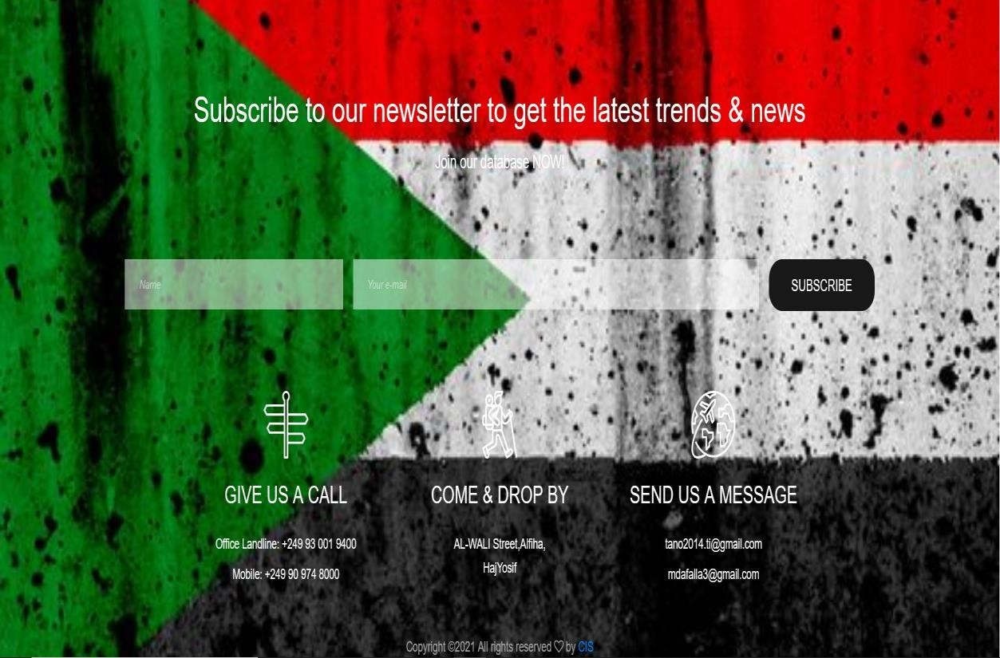 Subscribe to our newsletter to get the latest trends & news
Join our database NOW!
Name
Your e-mail
SUBSCRIBE
GIVE US A CALL
Office Landline: +249 93 001 9400
Mobile: +249 90 974 8000
COME & DROP BY
AL-WALI Street,Alfiha,
HajYosif
SEND US A MESSAGE
tano2014.ti@gmail.com
mdafalla3@gmail.com
Copyright ©2021 All rights reserved ♡ by CIS